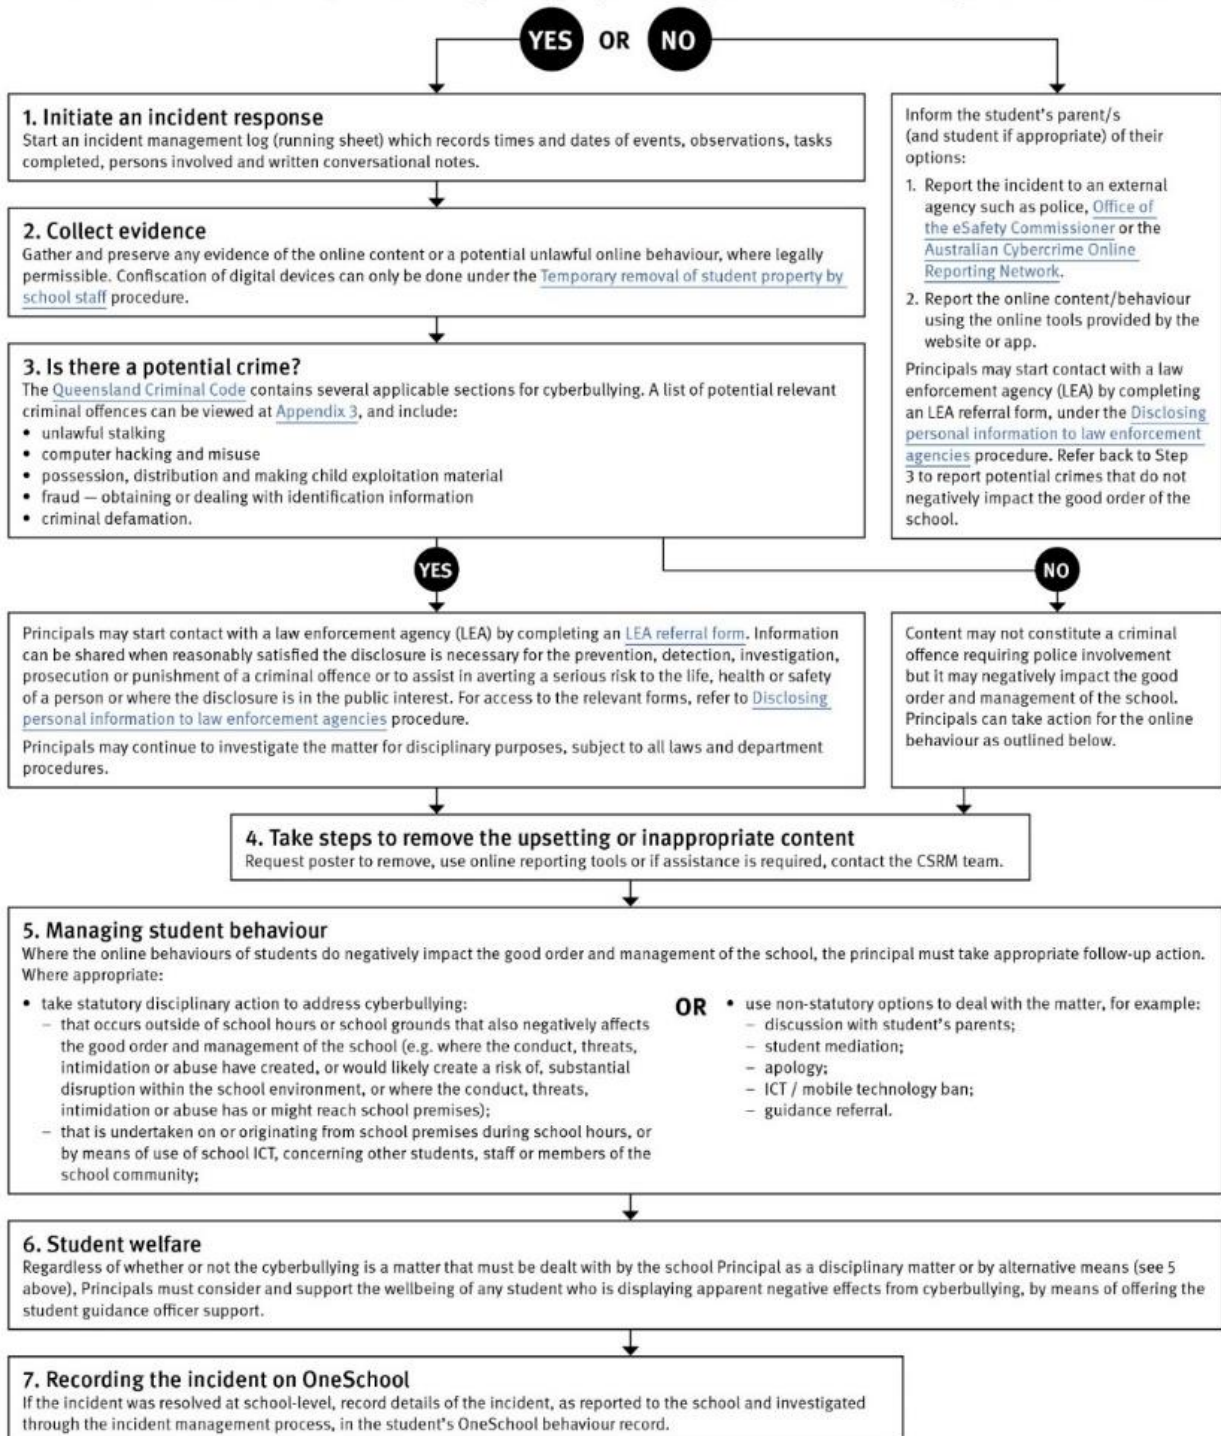 YES OR NO
1. Initiate an incident response
Start an incident management log (running sheet) which records times and dates of events, observations, tasks
completed, persons involved and written conversational notes.
Inform the student's parent/s
(and student if appropriate) of their
options:
1. Report the incident to an external
agency such as police, Office of
the eSafety Commissioner or the
Australian Cybercrime Online
Reporting Network.
2. Report the online content/behaviour
using the online tools provided by the
website or app.
Principals may start contact with a law
enforcement agency (LEA) by completing
an LEA referral form, under the Disclosing
personal information to law enforcement
agencies procedure. Refer back to Step
3 to report potential crimes that do not
negatively impact the good order of the
school.
2. Collect evidence
Gather and preserve any evidence of the online content or a potential unlawful online behaviour, where legally
permissible. Confiscation of digital devices can only be done under the Temporary removal of student property by
school staff procedure.
3. Is there a potential crime?
The Queensland Criminal Code contains several applicable sections for cyberbullying. A list of potential relevant
criminal offences can be viewed at Appendix 3, and include:
• unlawful stalking
• computer hacking and misuse
• possession, distribution and making child exploitation material
• fraud — obtaining or dealing with identification information
• criminal defamation.
YES
NO
Principals may start contact with a law enforcement agency (LEA) by completing an LEA referral form. Information
can be shared when reasonably satisfied the disclosure is necessary for the prevention, detection, investigation,
prosecution or punishment of a criminal offence or to assist in averting a serious risk to the life, health or safety
of a person or where the disclosure is in the public interest. For access to the relevant forms, refer to Disclosing
personal information to law enforcement agencies procedure.
Principals may continue to investigate the matter for disciplinary purposes, subject to all laws and department
procedures.
Content may not constitute a criminal
offence requiring police involvement
but it may negatively impact the good
order and management of the school.
Principals can take action for the online
behaviour as outlined below.
4. Take steps to remove the upsetting or inappropriate content
Request poster to remove, use online reporting tools or if assistance is required, contact the CSRM team.
5. Managing student behaviour
Where the online behaviours of students do negatively impact the good order and management of the school, the principal must take appropriate follow-up action.
Where appropriate:
• take statutory disciplinary action to address cyberbullying:
– that occurs outside of school hours or school grounds that also negatively affects
the good order and management of the school (e.g. where the conduct, threats,
intimidation or abuse have created, or would likely create a risk of, substantial
disruption within the school environment, or where the conduct, threats,
intimidation or abuse has or might reach school premises);
– that is undertaken on or originating from school premises during school hours, or
by means of use of school ICT, concerning other students, staff or members of the
school community;
OR
• use non-statutory options to deal with the matter, for example:
– discussion with student's parents;
– student mediation;
– apology;
– ICT / mobile technology ban;
– guidance referral.
6. Student welfare
Regardless of whether or not the cyberbullying is a matter that must be dealt with by the school Principal as a disciplinary matter or by alternative means (see 5
above), Principals must consider and support the wellbeing of any student who is displaying apparent negative effects from cyberbullying, by means of offering the
student guidance officer support.
7. Recording the incident on OneSchool
If the incident was resolved at school-level, record details of the incident, as reported to the school and investigated
through the incident management process, in the student's OneSchool behaviour record.